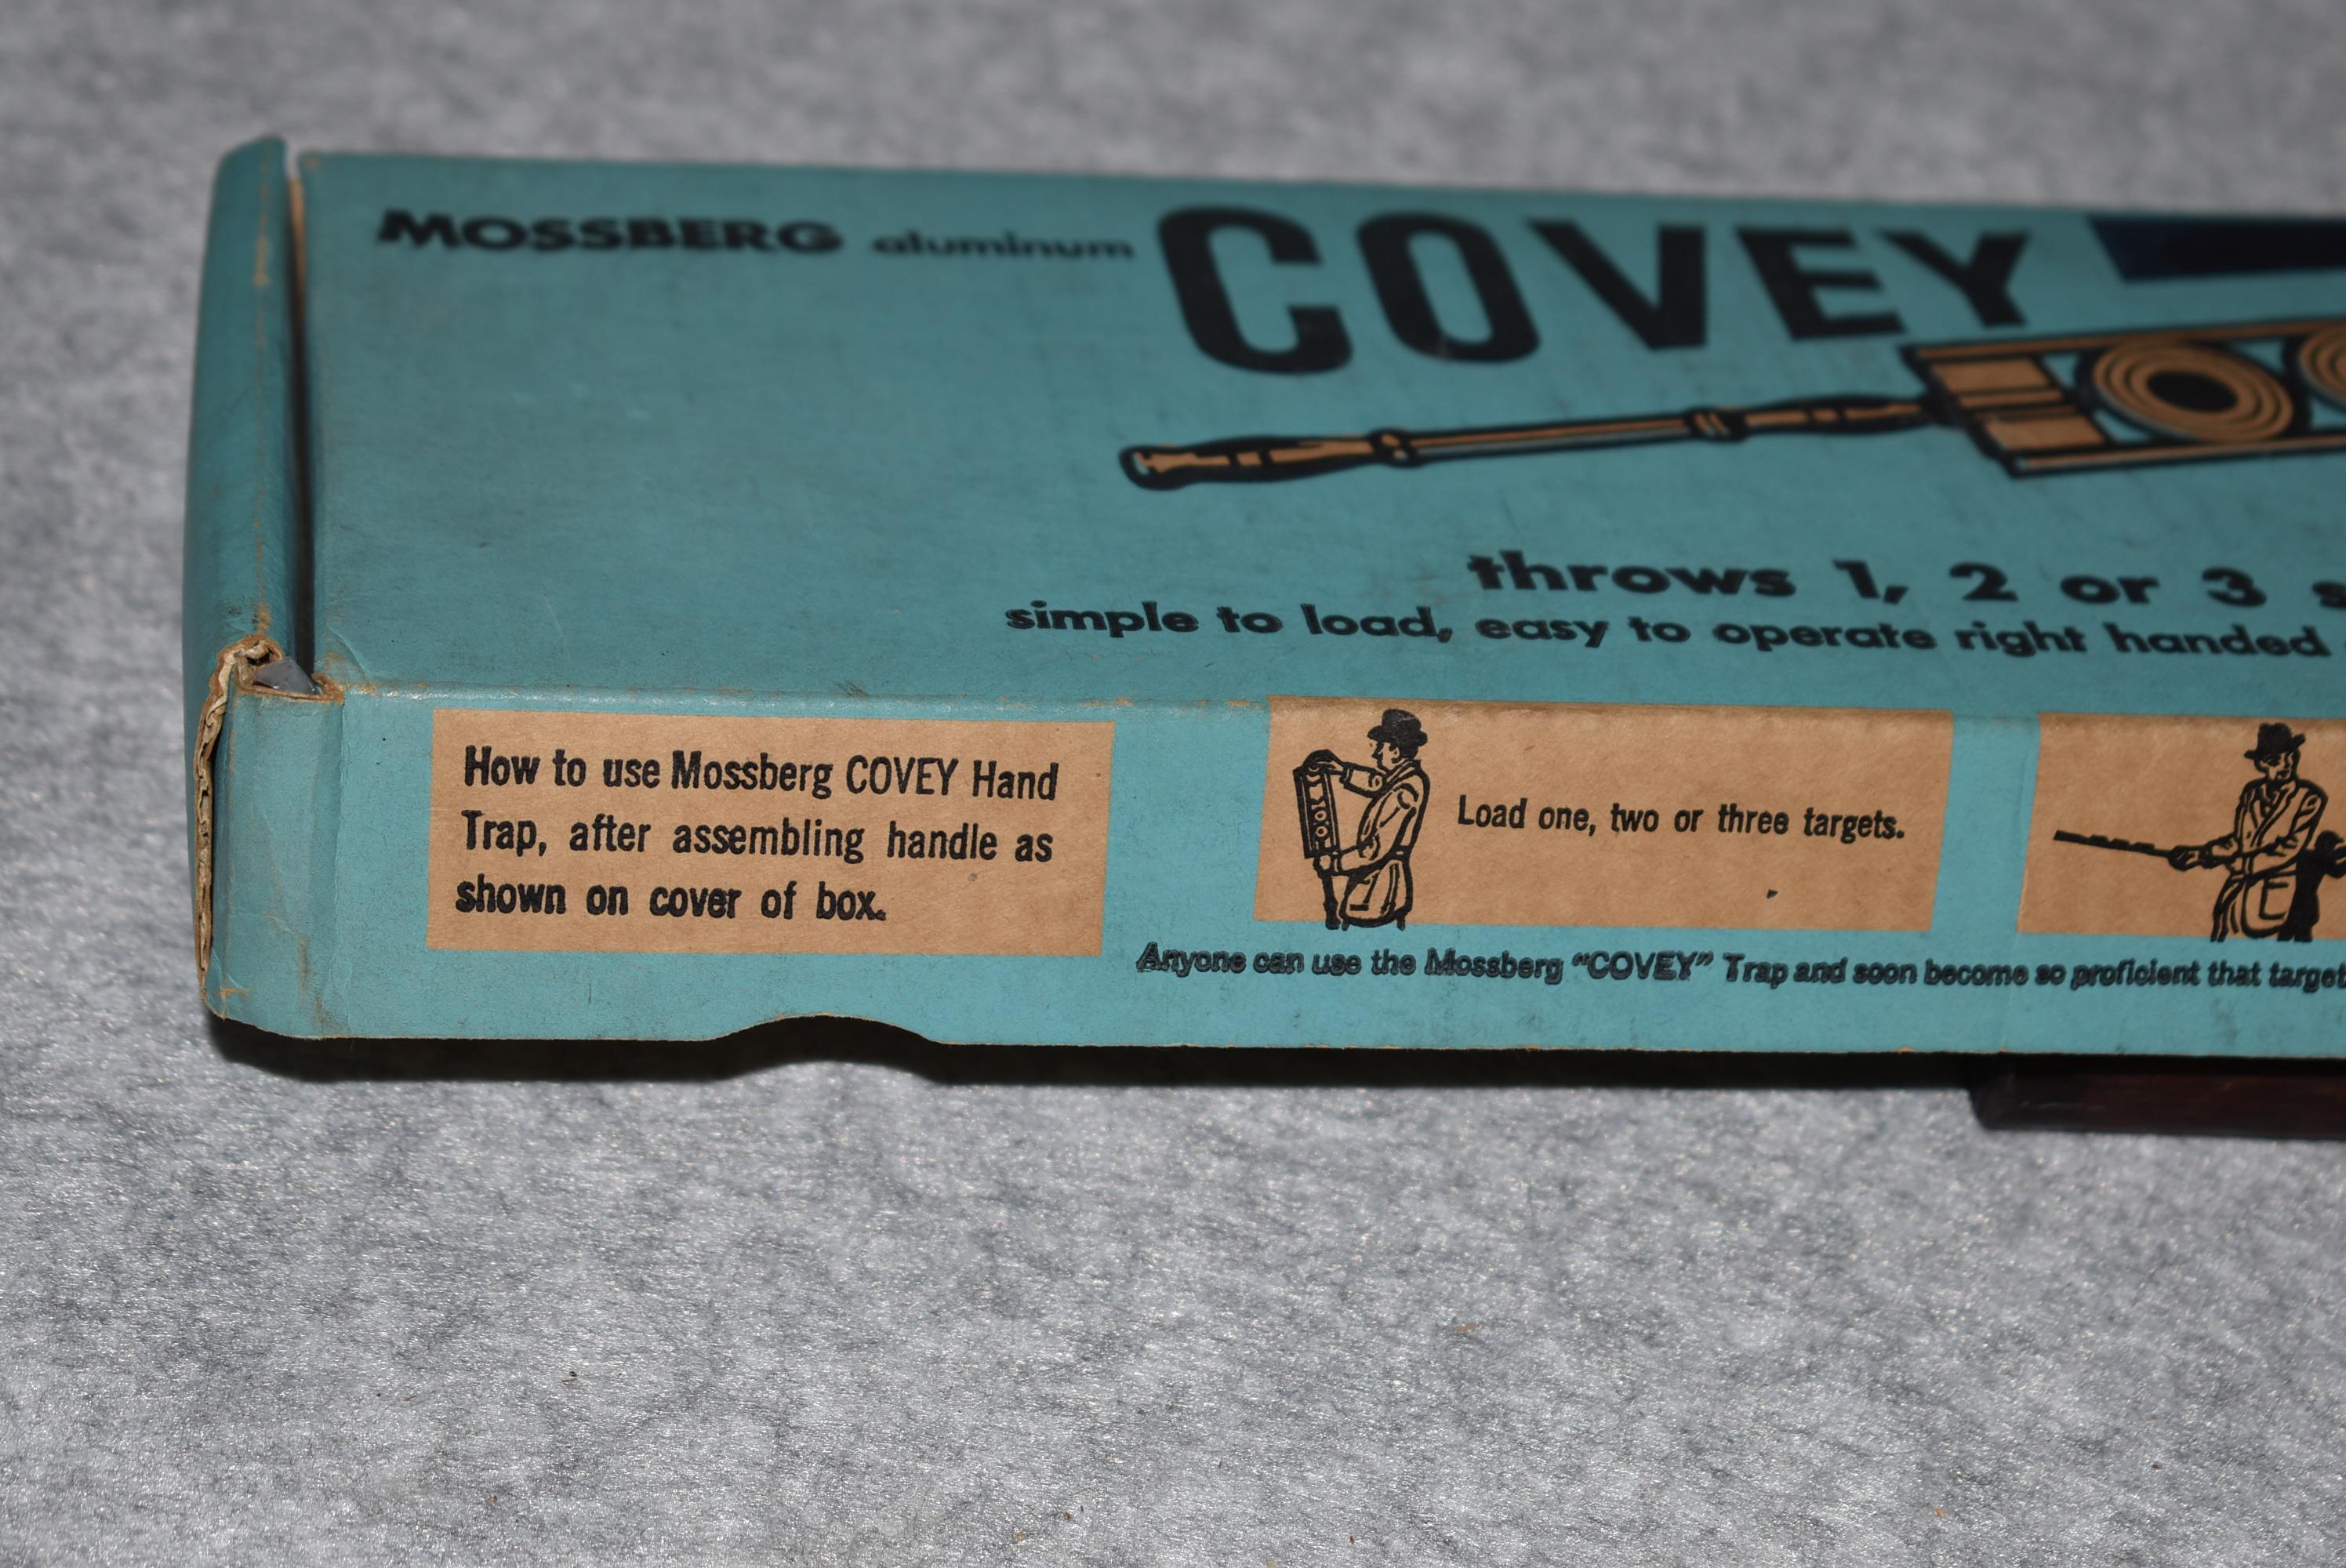 MOSSBERG aluminum COVEY
throws 1, 2 or 3 s
simple to load, easy to operate right handed
How to use Mossberg COVEY Hand
Trap, after assembling handle as
shown on cover of box.
Load one, two or three targets.
Anyone can use the Mossberg "COVEY" Trap and soon become so proficient that target